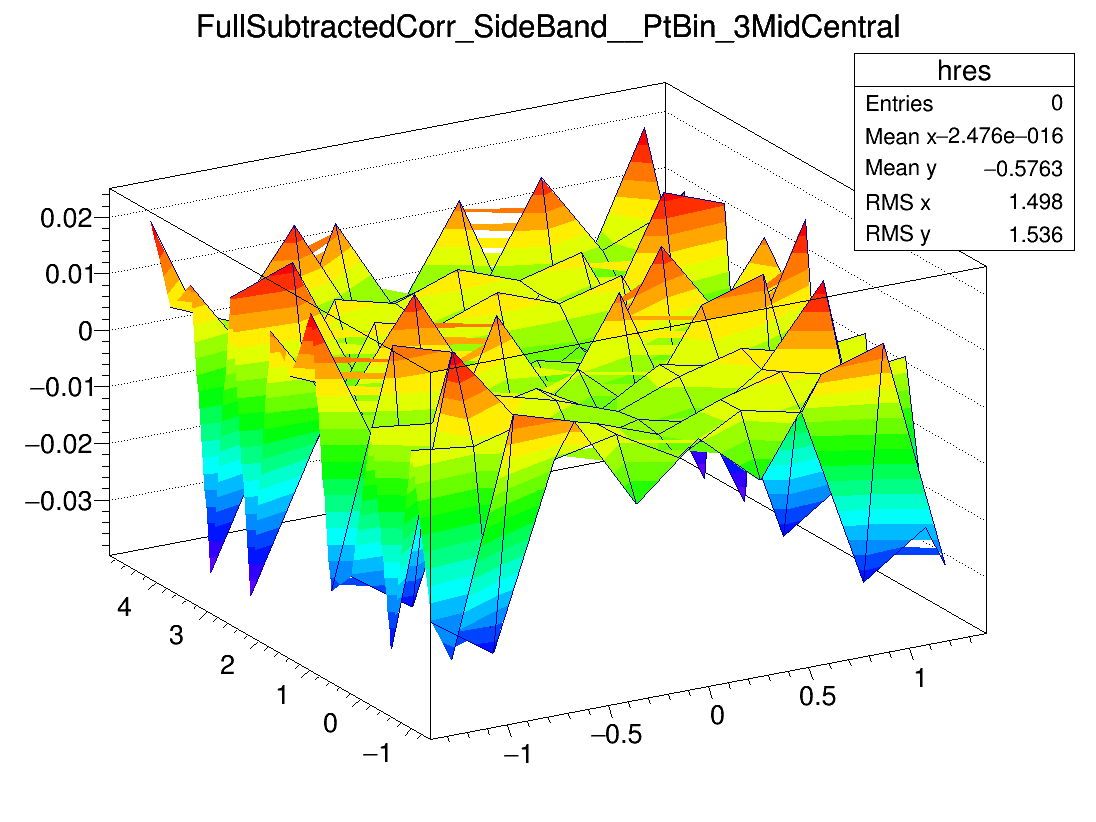 FullSubtractedCorr_SideBand__PtBin_3MidCentral
hres
Entries 0
Mean x−2.476e−016
Mean y −0.5763
RMS x 1.498
RMS y 1.536
0.02
0.01
0
−0.01
−0.02
−0.03
4
3
2
1
0
−1
−1
−0.5
0
0.5
1